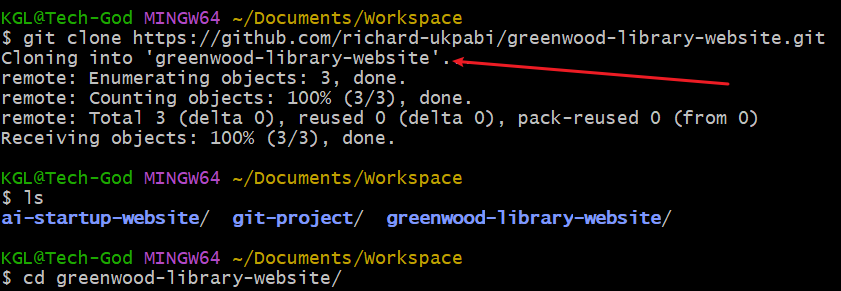 KGL@Tech-God MINGW64 ~/Documents/Workspace
$ git clone https://github.com/richard-ukpabi/greenwood-library-website.git
Cloning into 'greenwood-library-website'.
remote: Enumerating objects: 3, done.
remote: Counting objects: 100% (3/3), done.
remote: Total 3 (delta 0), reused 0 (delta 0), pack-reused 0 (from 0)
Receiving objects: 100% (3/3), done.
KGL@Tech-God MINGW64 ~/Documents/Workspace
$ ls
ai-startup-website/ git-project/ greenwood-library-website/
KGL@Tech-God MINGW64 ~/Documents/Workspace
$ cd greenwood-library-website/